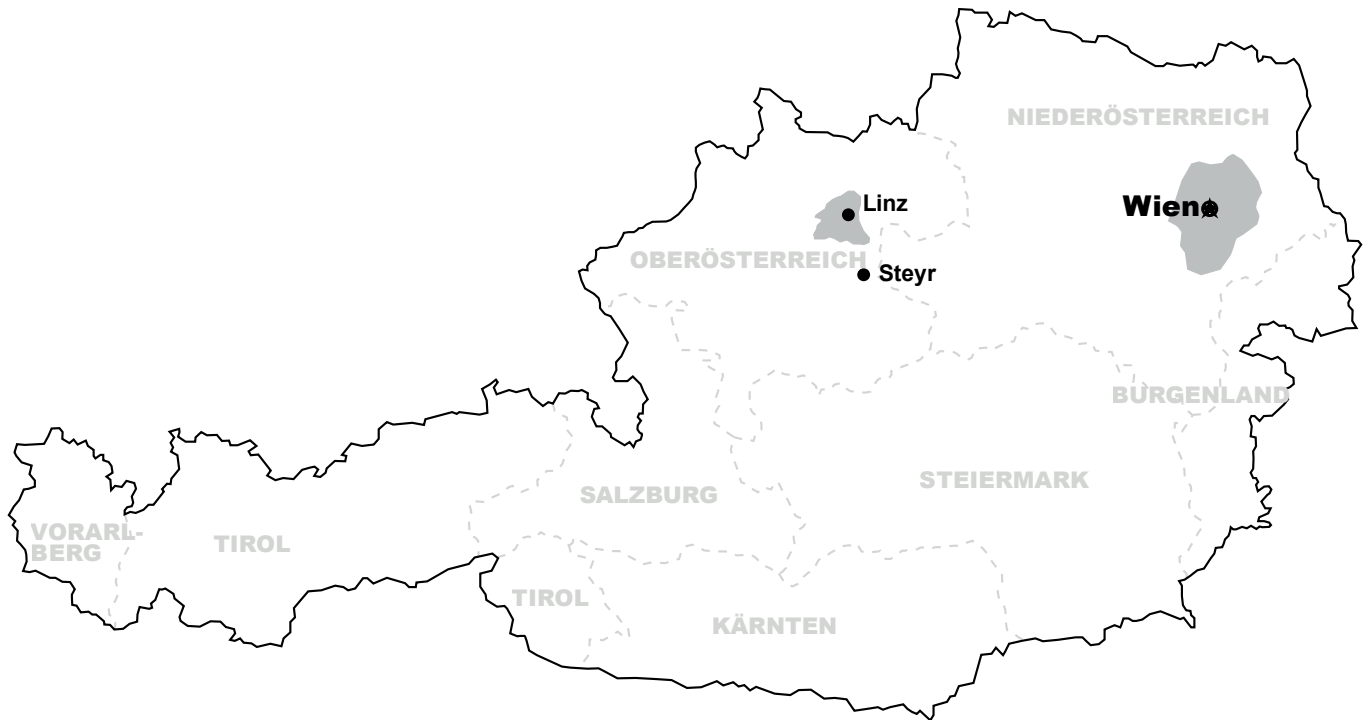 NIEDERÖSTERREICH
Linz
Wien
OBERÖSTERREICH
Steyr
BURGENLAND
STEIERMARK
SALZBURG
VORARL-
BERG
TIROL
TIROL
KÄRNTEN